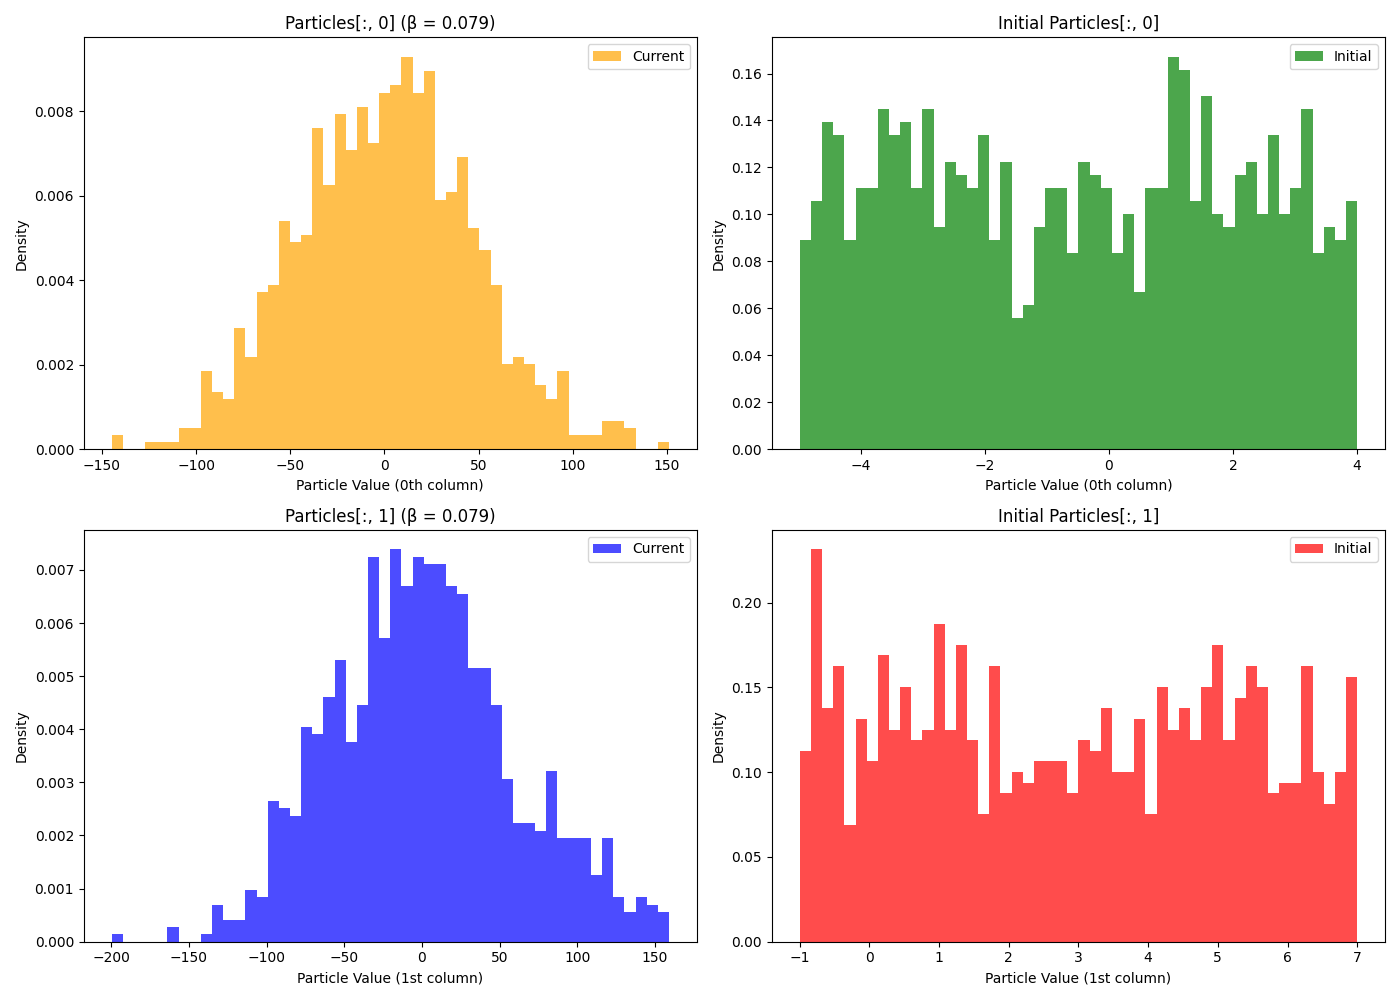 Particles[:, 0] (β = 0.079)
Current
Density
0.008
0.006
0.004
0.002
0.000
−150 −100 −50 0 50 100 150
Particle Value (0th column)
Initial Particles[:, 0]
Initial
Density
0.16
0.14
0.12
0.10
0.08
0.06
0.04
0.02
0.00
−4 −2 0 2 4
Particle Value (0th column)
Particles[:, 1] (β = 0.079)
Current
Density
0.007
0.006
0.005
0.004
0.003
0.002
0.001
0.000
−200 −150 −100 −50 0 50 100 150
Particle Value (1st column)
Initial Particles[:, 1]
Initial
Density
0.20
0.15
0.10
0.05
0.00
−1 0 1 2 3 4 5 6 7
Particle Value (1st column)